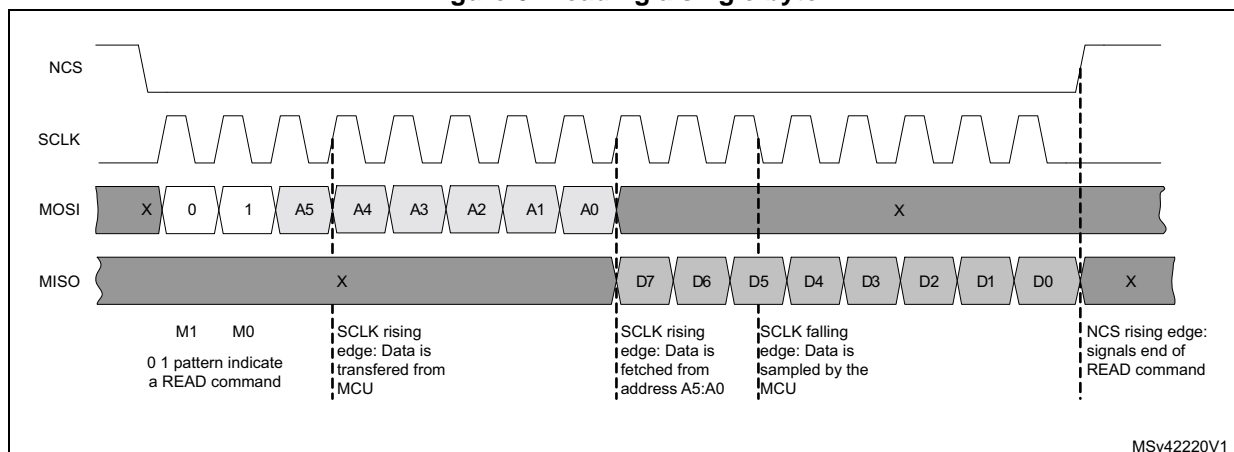 NCS
SCLK
MOSI X 0 1 A5 A4 A3 A2 A1 A0 X
MISO X D7 D6 D5 D4 D3 D2 D1 D0 X
M1 M0
0 1 pattern indicate
a READ command
SCLK rising
edge: Data is
transfered from
MCU
SCLK rising
edge: Data is
fetched from
address A5:A0
SCLK falling
edge: Data is
sampled by the
MCU
NCS rising edge:
signals end of
READ command
MSv42220V1